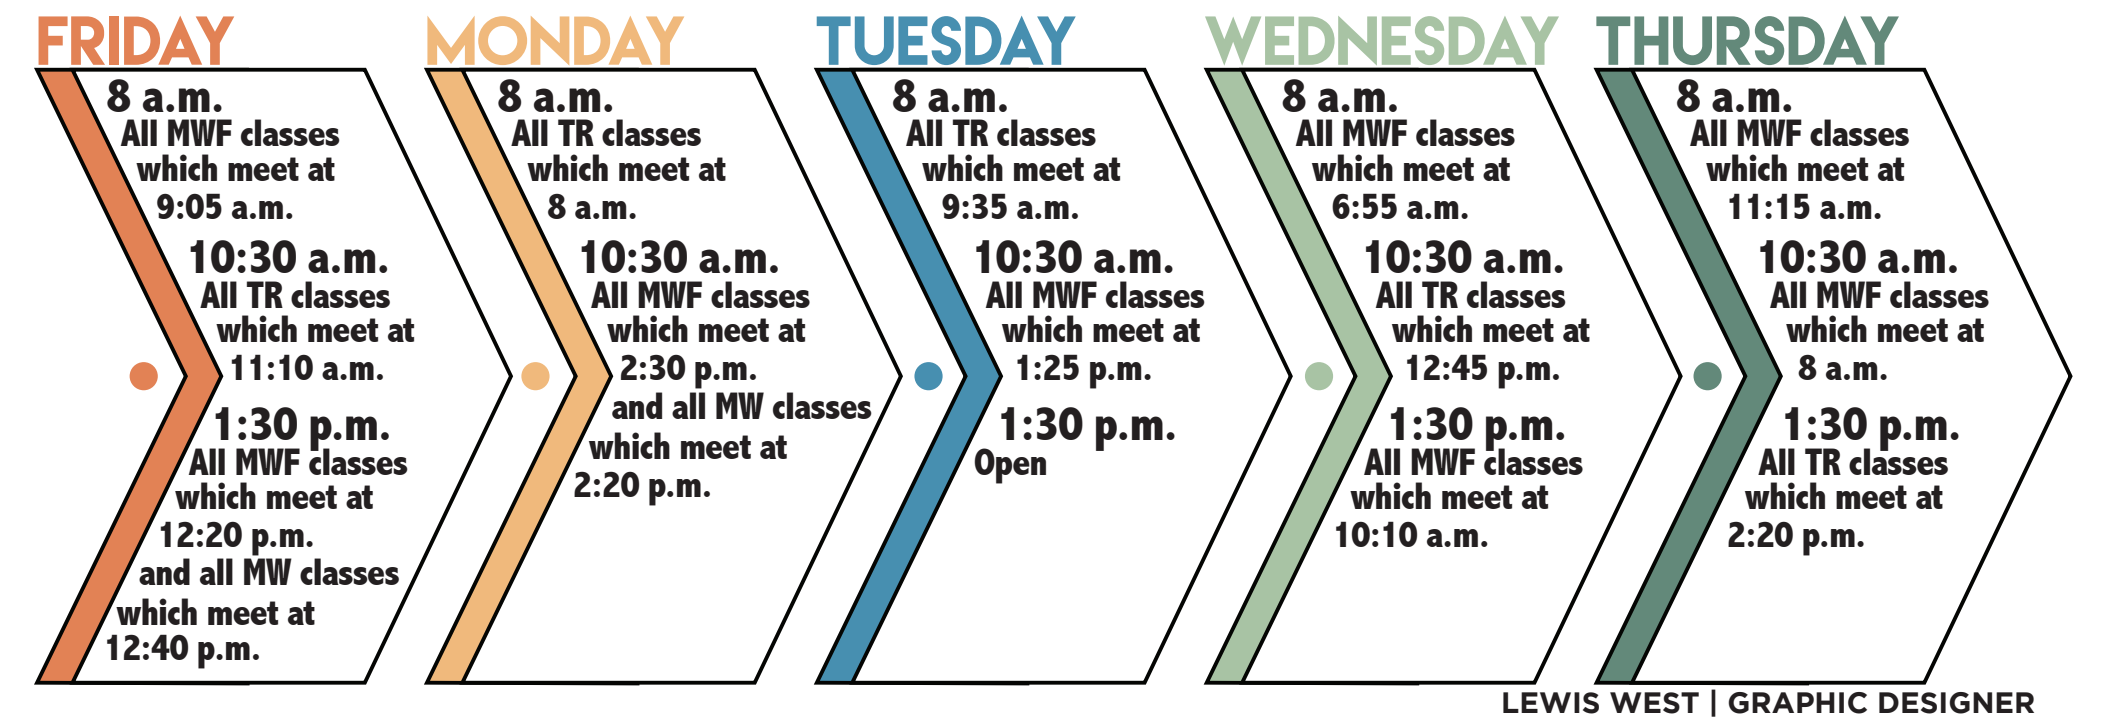 FRIDAY
8 a.m.
All MWF classes
which meet at
9:05 a.m.
10:30 a.m.
All TR classes
which meet at
11:10 a.m.
1:30 p.m.
All MWF classes
which meet at
12:20 p.m.
and all MW classes
which meet at
12:40 p.m.
MONDAY
8 a.m.
All TR classes
which meet at
8 a.m.
10:30 a.m.
All MWF classes
which meet at
2:30 p.m.
and all MW classes
which meet at
2:20 p.m.
TUESDAY
8 a.m.
All TR classes
which meet at
9:35 a.m.
10:30 a.m.
All MWF classes
which meet at
1:25 p.m.
1:30 p.m.
Open
WEDNESDAY
8 a.m.
All MWF classes
which meet at
6:55 a.m.
10:30 a.m.
All TR classes
which meet at
12:45 p.m.
1:30 p.m.
All MWF classes
which meet at
10:10 a.m.
THURSDAY
8 a.m.
All MWF classes
which meet at
11:15 a.m.
10:30 a.m.
All MWF classes
which meet at
8 a.m.
1:30 p.m.
All TR classes
which meet at
2:20 p.m.
LEWIS WEST | GRAPHIC DESIGNER